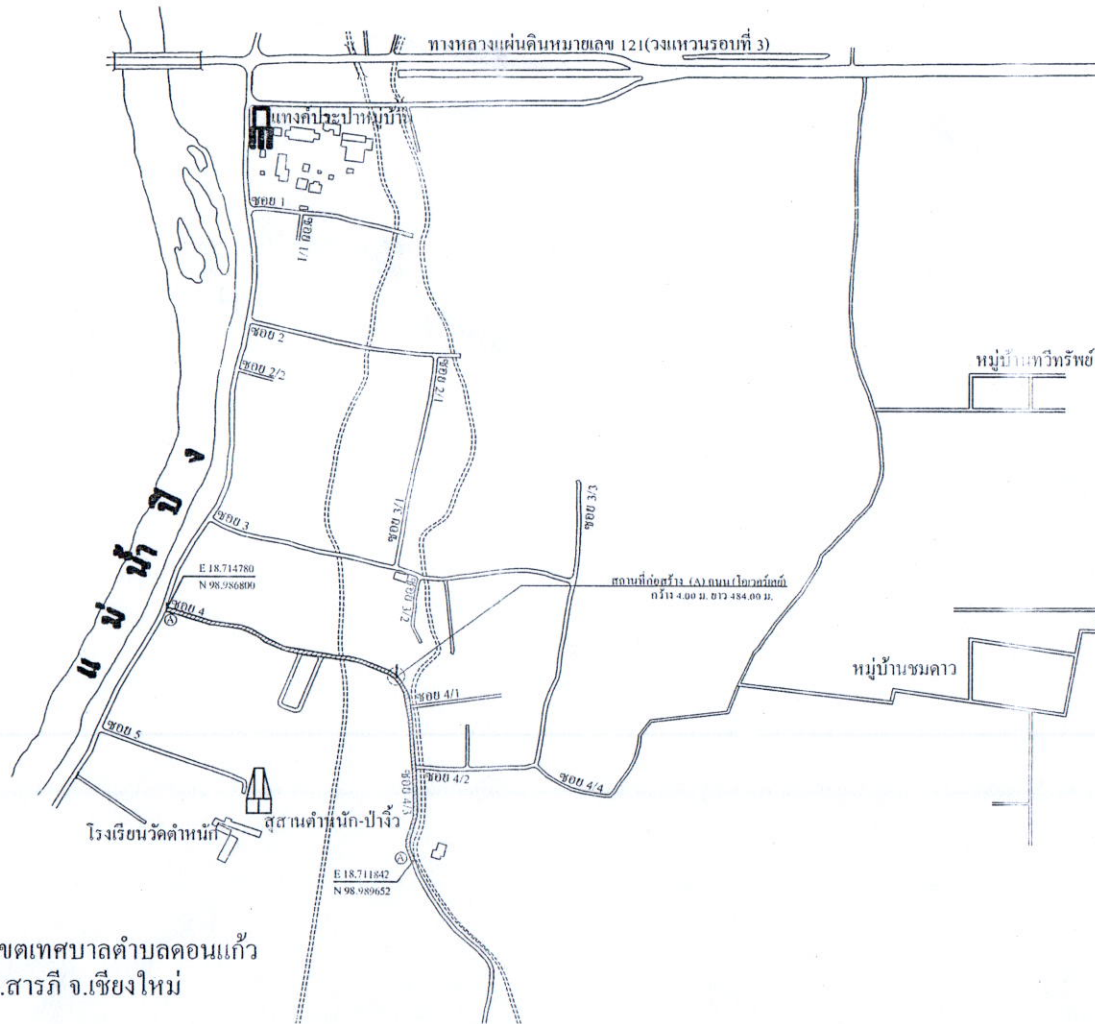 ทางหลวงแผ่นดินหมายเลข 121(วงแหวนรอบที่ 3)
แทงค์ประปาหมู่บ้าน
ซอย 1
ซอย 1/1
ซอย 2
ซอย 2/2
ซอย 2/1
หมู่บ้านทวีทรัพย์
แม่น้ำปิง
ซอย 3
ซอย 3/1
ซอย 3/3
E 18.714780
N 98.986800
สถานที่ก่อสร้าง (A) ถนน (โอเวอร์เลย์)
กว้าง 4.00 ม. ยาว 484.00 ม.
ซอย 3/2
ซอย 4
A
หมู่บ้านชมดาว
ซอย 4/1
ซอย 5
ซอย 4/2
ซอย 4/3
ซอย 4/4
สุสานตำหนัก-ป่างิ้ว
โรงเรียนวัดตำหนัก
A
E 18.711842
N 98.989652
ขตเทศบาลตำบลดอนแก้ว
.สารภี จ.เชียงใหม่